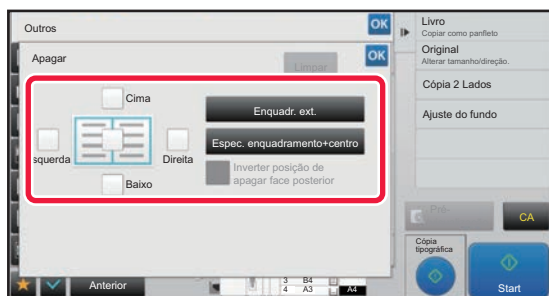 Outros
OK
Apagar
OK
Limpar
Cima
squerda
Direita
Baixo
Enquadr. ext.
Espec. enquadramento+centro
Inverter posição de
apagar face posterior
Livro
Copiar como panfleto
Original
Alterar tamanho/direção.
Cópia 2 Lados
Ajuste do fundo
CA
Cópia
tipográfica
Start
Anterior
3 B4
4 A3
A4